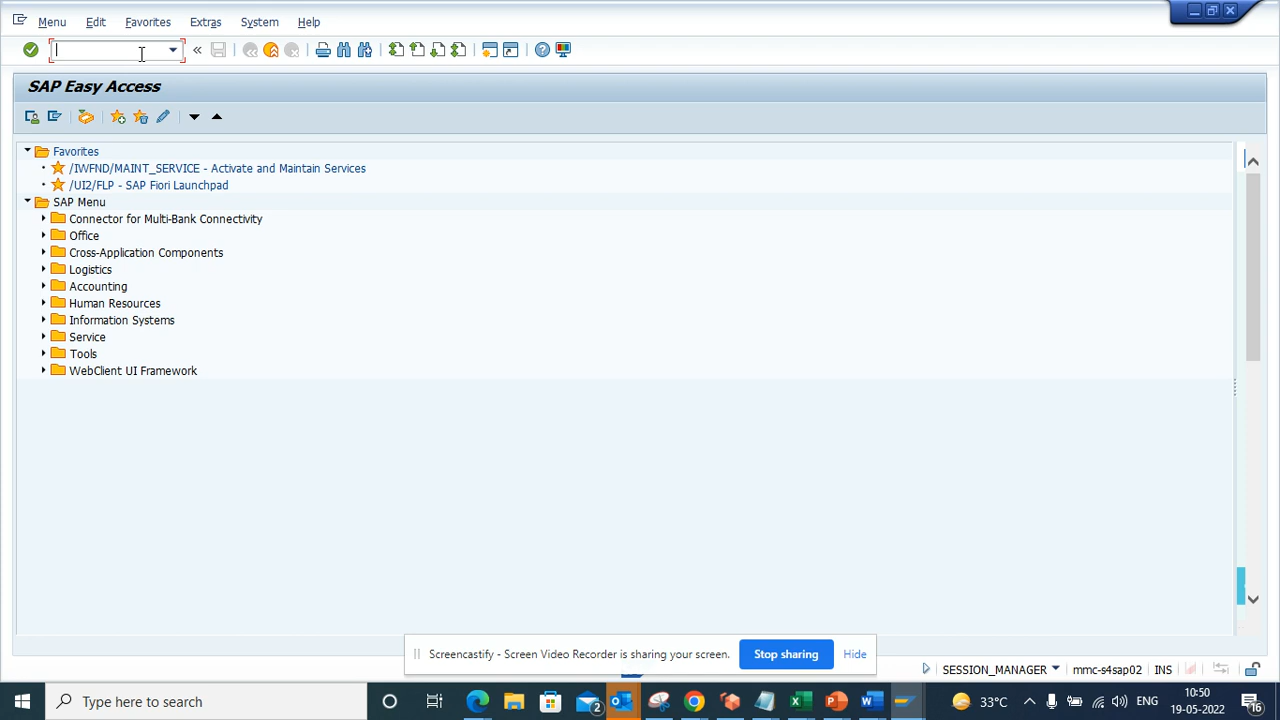 Menu Edit Favorites Extras System Help
SAP Easy Access
Favorites
/IWFND/MAINT_SERVICE - Activate and Maintain Services
/UI2/FLP - SAP Fiori Launchpad
SAP Menu
Connector for Multi-Bank Connectivity
Office
Cross-Application Components
Logistics
Accounting
Human Resources
Information Systems
Service
Tools
WebClient UI Framework
Screencastify - Screen Video Recorder is sharing your screen. Stop sharing Hide
SESSION_MANAGER mmc-s4sap02 INS
Type here to search 2 33°C ENG 10:50
19-05-2022 16